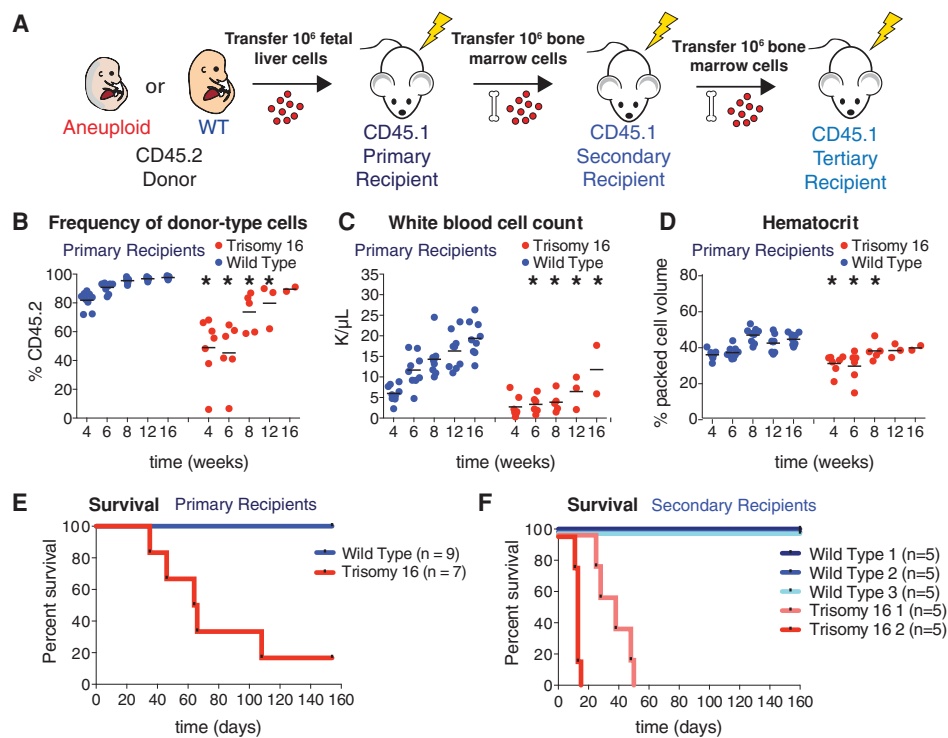 A
Transfer 10⁶ fetal
liver cells
Transfer 10⁶ bone
marrow cells
Transfer 10⁶ bone
marrow cells
or
Aneuploid
WT
CD45.2
Donor
CD45.1
Primary
Recipient
CD45.1
Secondary
Recipient
CD45.1
Tertiary
Recipient
B Frequency of donor-type cells
Primary Recipients
Trisomy 16
Wild Type
% CD45.2
100
80
60
40
20
0
* * * *
4 6 8 12 16 4 6 8 12 16
time (weeks)
C White blood cell count
Primary Recipients
Trisomy 16
Wild Type
K/µL
35
30
25
20
15
10
5
0
* * * *
4 6 8 12 16 4 6 8 12 16
time (weeks)
D Hematocrit
Primary Recipients
Trisomy 16
Wild Type
% packed cell volume
80
60
40
20
0
* * *
4 6 8 12 16 4 6 8 12 16
time (weeks)
E Survival Primary Recipients
Percent survival
100
80
60
40
20
0
0 20 40 60 80 100 120 140 160
time (days)
Wild Type (n = 9)
Trisomy 16 (n = 7)
F Survival Secondary Recipients
Percent survival
100
80
60
40
20
0
0 20 40 60 80 100 120 140 160
time (days)
Wild Type 1 (n=5)
Wild Type 2 (n=5)
Wild Type 3 (n=5)
Trisomy 16 1 (n=5)
Trisomy 16 2 (n=5)